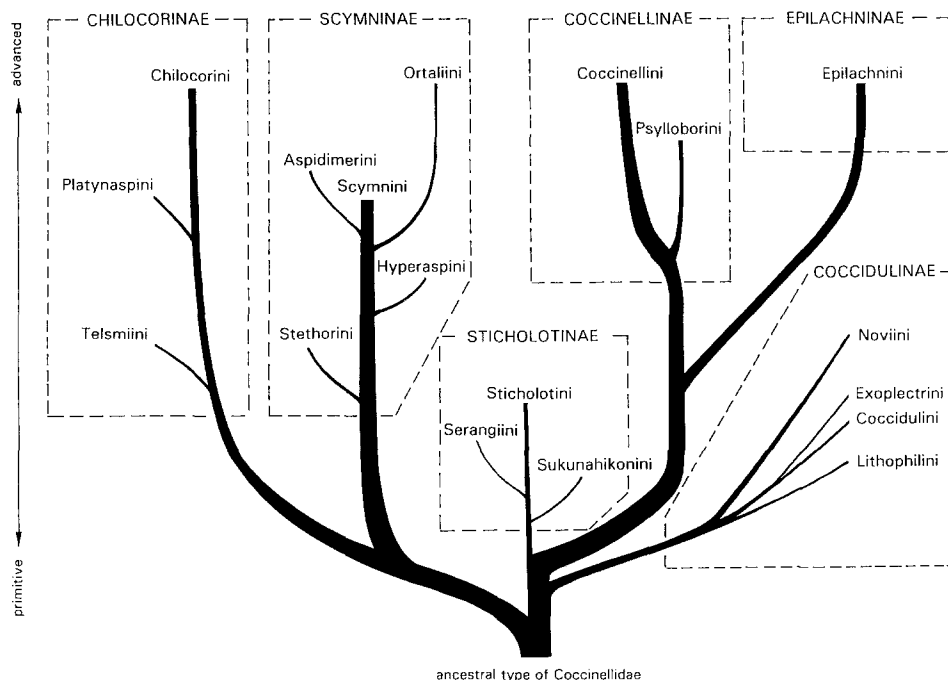 CHILOCORINAE
SCYMNINAE
COCCINELLINAE
EPILACHNINAE
advanced
Chilocorini
Ortaliini
Coccinellini
Epilachnini
Psylloborini
Aspidimerini
Platynaspini
Scymnini
Hyperaspini
COCCIDULINAE
Telsmiini
Stethorini
STICHOLOTINAE
Noviini
Sticholotini
Exoplectrini
Coccidulini
Serangiini
Sukunahikonini
Lithophilini
primitive
ancestral type of Coccinellidae